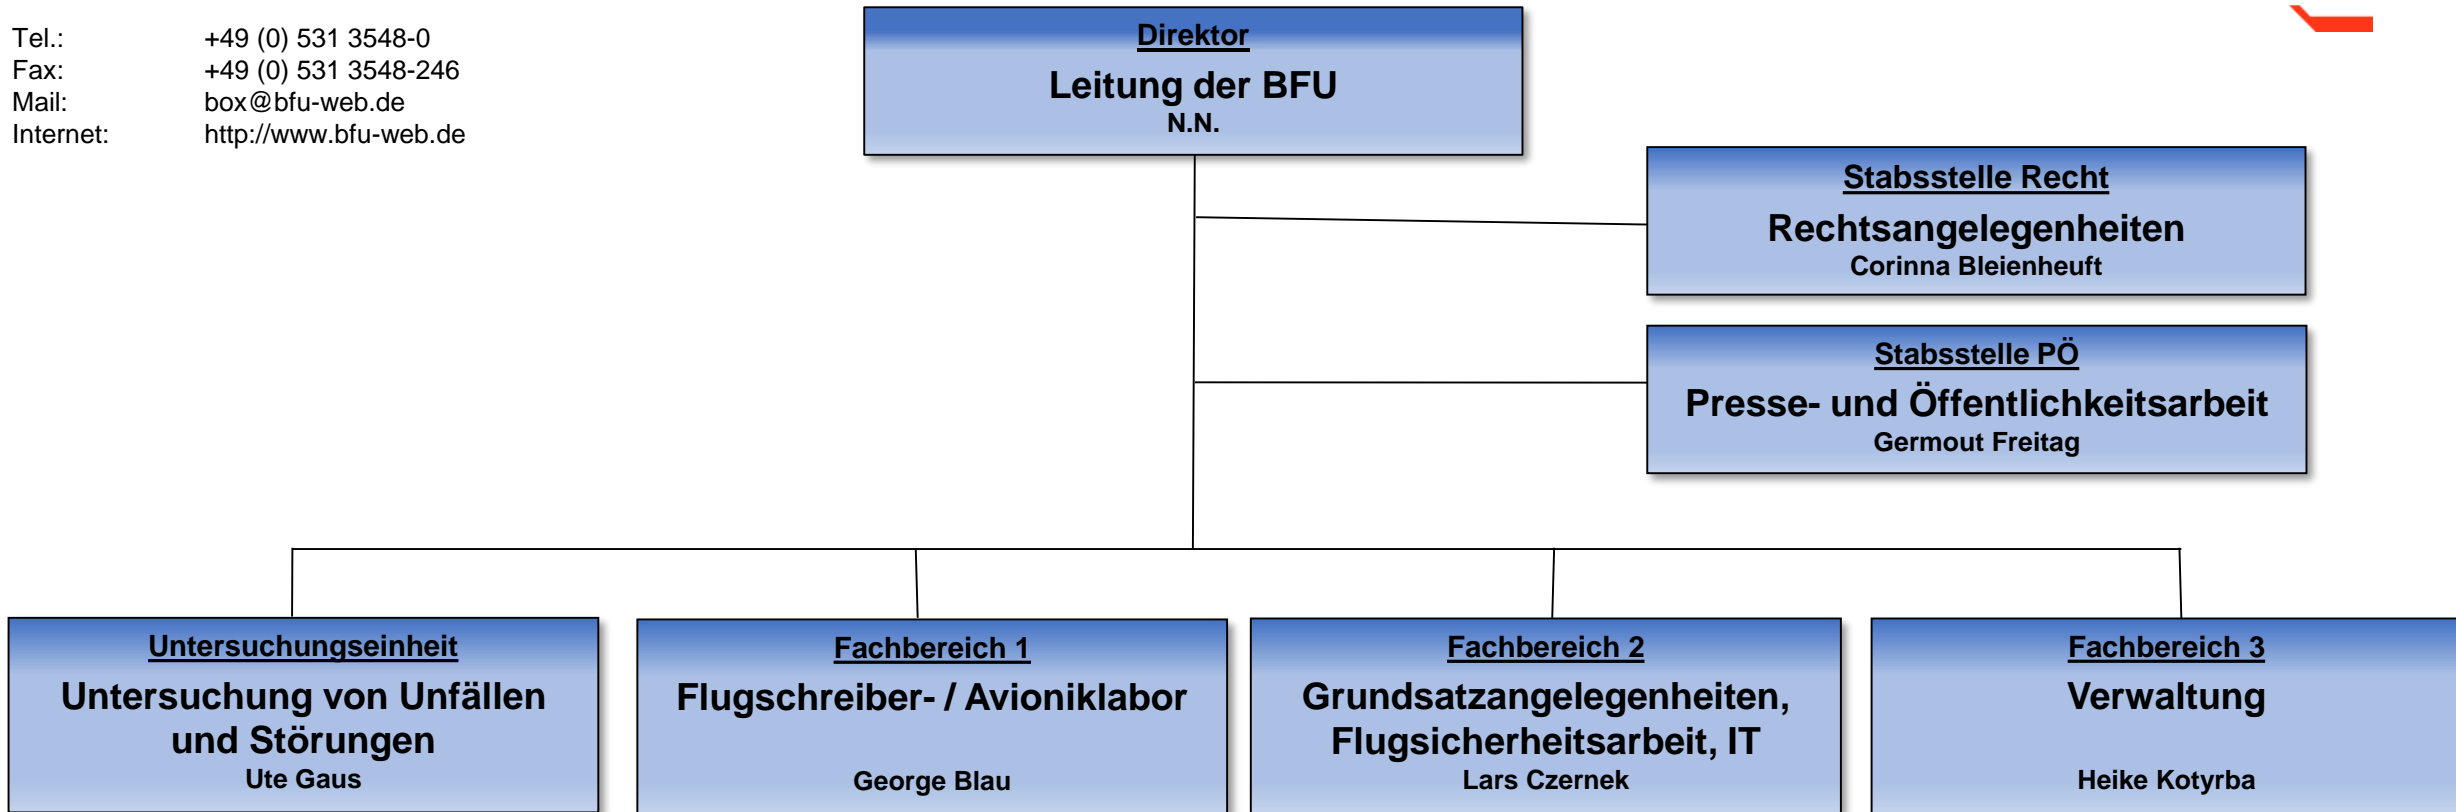 Tel.: +49 (0) 531 3548-0
Fax: +49 (0) 531 3548-246
Mail: box@bfu-web.de
Internet: http://www.bfu-web.de
Direktor
Leitung der BFU
N.N.
Stabsstelle Recht
Rechtsangelegenheiten
Corinna Bleienheuft
Stabsstelle PÖ
Presse- und Öffentlichkeitsarbeit
Germout Freitag
Untersuchungseinheit
Untersuchung von Unfällen
und Störungen
Ute Gaus
Fachbereich 1
Flugschreiber- / Avioniklabor
George Blau
Fachbereich 2
Grundsatzangelegenheiten,
Flugsicherheitsarbeit, IT
Lars Czernek
Fachbereich 3
Verwaltung
Heike Kotyrba